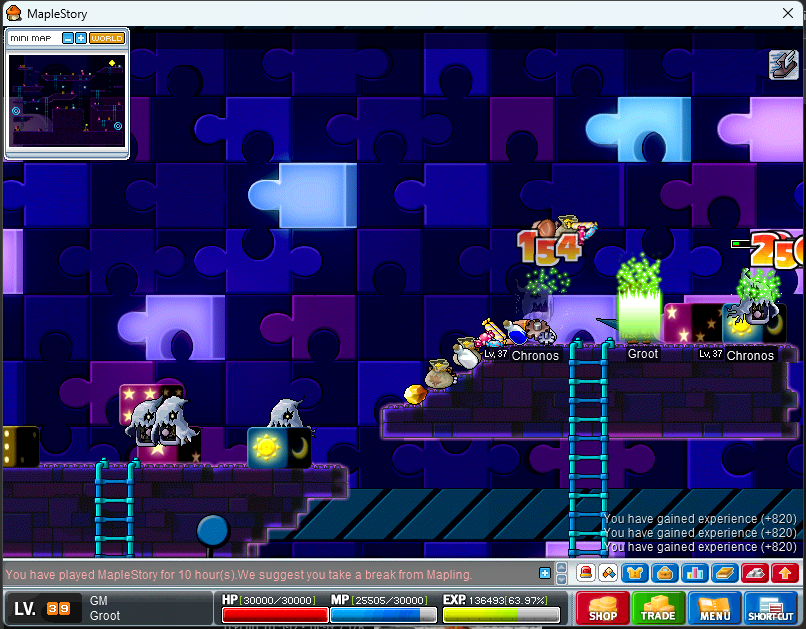 MapleStory
MINI MAP
WORLD
154
Lv. 37 Chronos
Groot
Lv. 37 Chronos
You have gained experience (+820)
You have gained experience (+820)
You have gained experience (+820)
You have played MapleStory for 10 hour(s).We suggest you take a break from Mapling.
LV. 39
GM
Groot
HP[30000/30000] MP[25505/30000] EXP. 136493[63.97%]
SHOP
TRADE
MENU
SHORTCUT